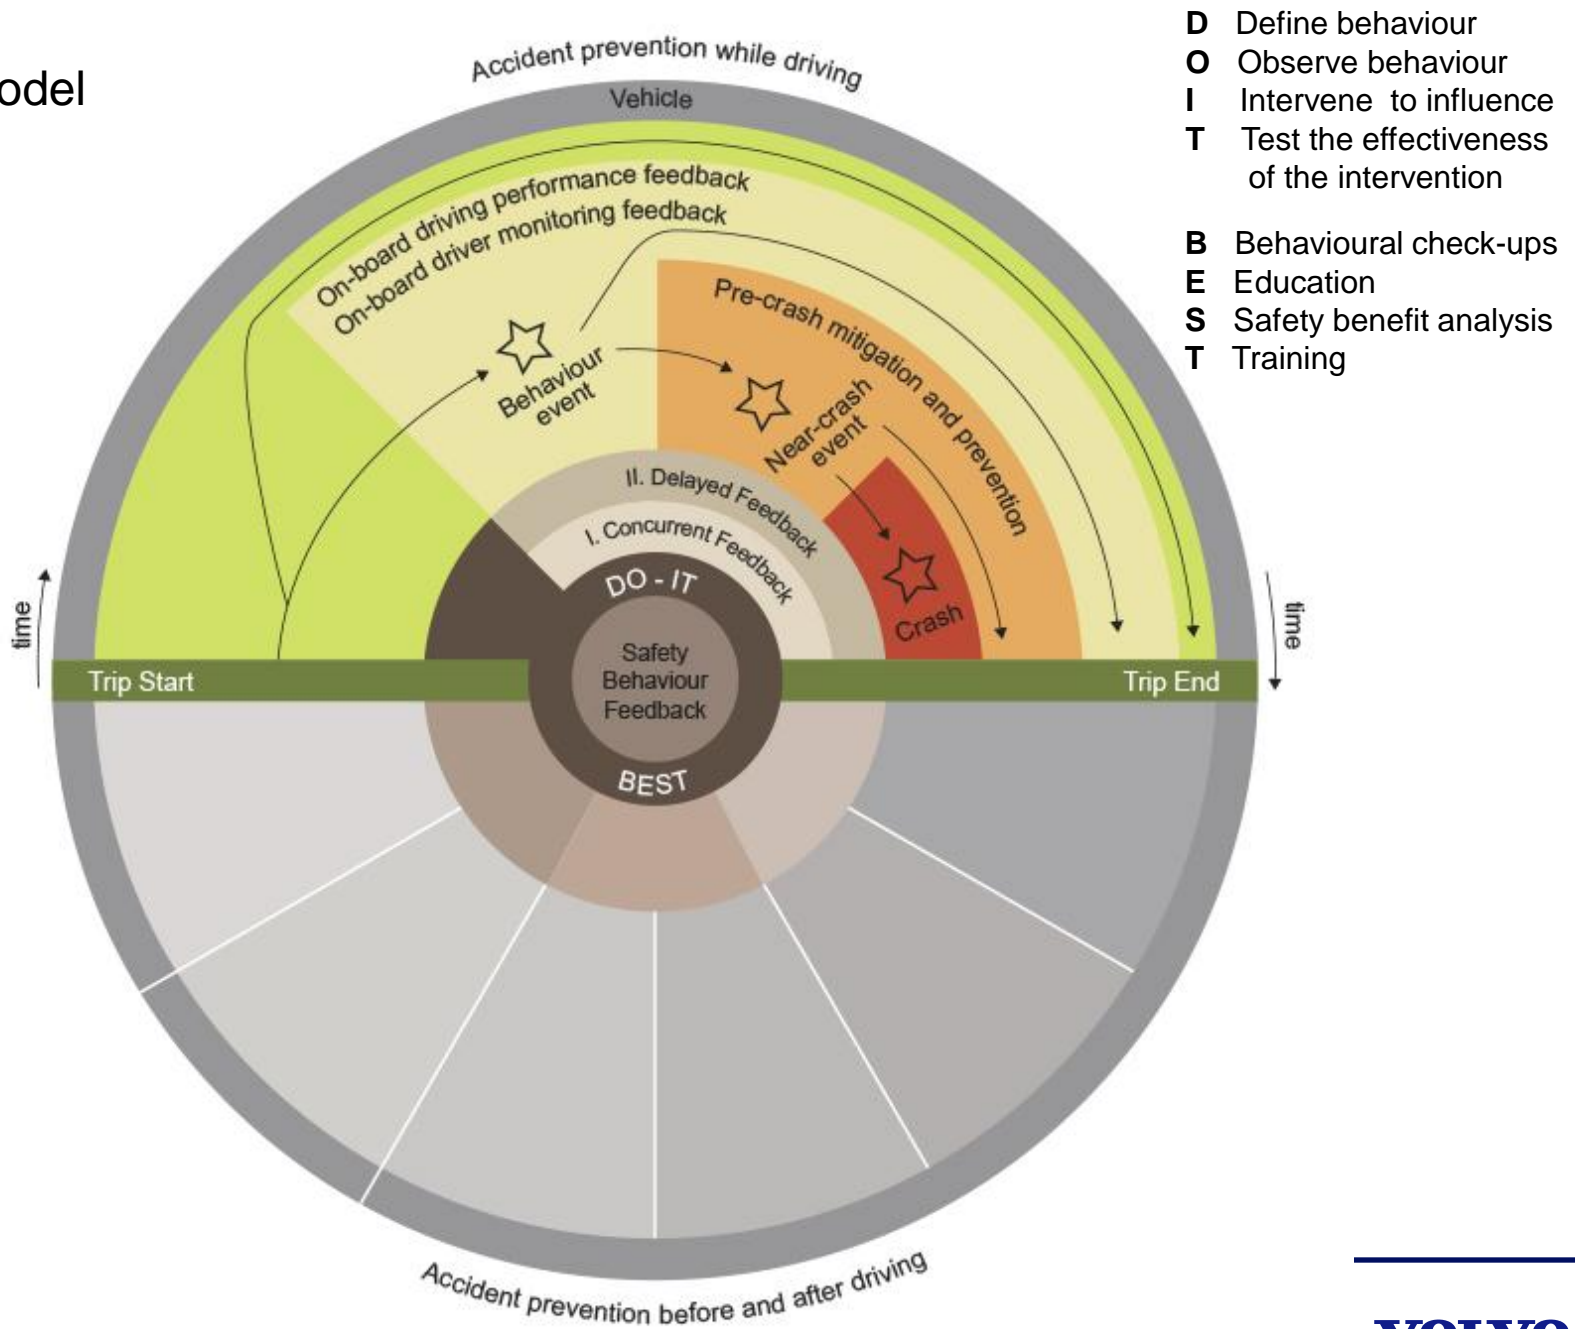 odel
Accident prevention while driving
Vehicle
On-board driving performance feedback
On-board driver monitoring feedback
Behaviour
event
Pre-crash mitigation and prevention
Near-crash
event
Crash
II. Delayed Feedback
I. Concurrent Feedback
DO - IT
Safety
Behaviour
Feedback
BEST
time
time
Trip Start
Trip End
Accident prevention before and after driving
D Define behaviour
O Observe behaviour
I Intervene to influence
T Test the effectiveness
of the intervention
B Behavioural check-ups
E Education
S Safety benefit analysis
T Training